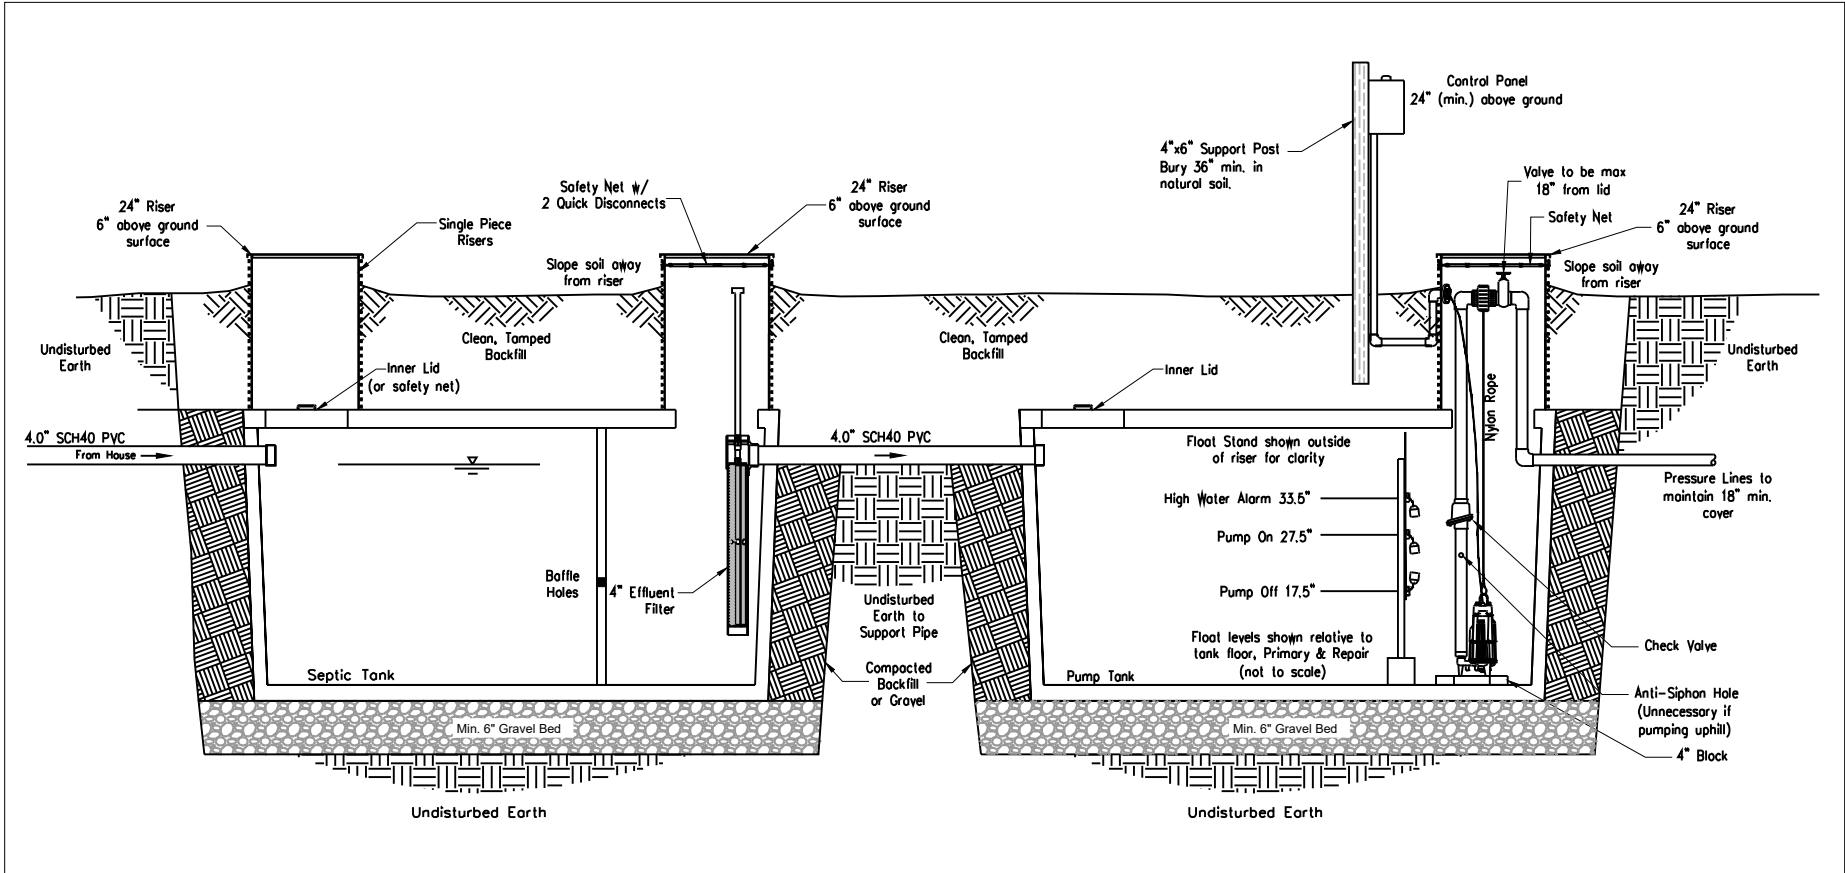 Control Panel
24" (min.) above ground
4"x6" Support Post
Bury 36" min. in
natural soil.
Valve to be max
18" from lid
Safety Net
24" Riser
6" above ground
surface
Slope soil away
from riser
24" Riser
6" above ground
surface
Single Piece
Risers
Safety Net w/
2 Quick Disconnects
24" Riser
6" above ground
surface
Slope soil away
from riser
Undisturbed
Earth
Clean, Tamped
Backfill
Clean, Tamped
Backfill
Undisturbed
Earth
Inner Lid
(or safety net)
Inner Lid
Nylon Rope
4.0" SCH40 PVC
From House
4.0" SCH40 PVC
Float Stand shown outside
of riser for clarity
High Water Alarm 33.5"
Pump On 27.5"
Pump Off 17.5"
Float levels shown relative to
tank floor, Primary & Repair
(not to scale)
Pressure Lines to
maintain 18" min.
cover
Baffle
Holes
4" Effluent
Filter
Undisturbed
Earth to
Support Pipe
Compacted
Backfill
or Gravel
Septic Tank
Pump Tank
Check Valve
Anti-Siphon Hole
(Unnecessary if
pumping uphill)
4" Block
Min. 6" Gravel Bed
Min. 6" Gravel Bed
Undisturbed Earth
Undisturbed Earth